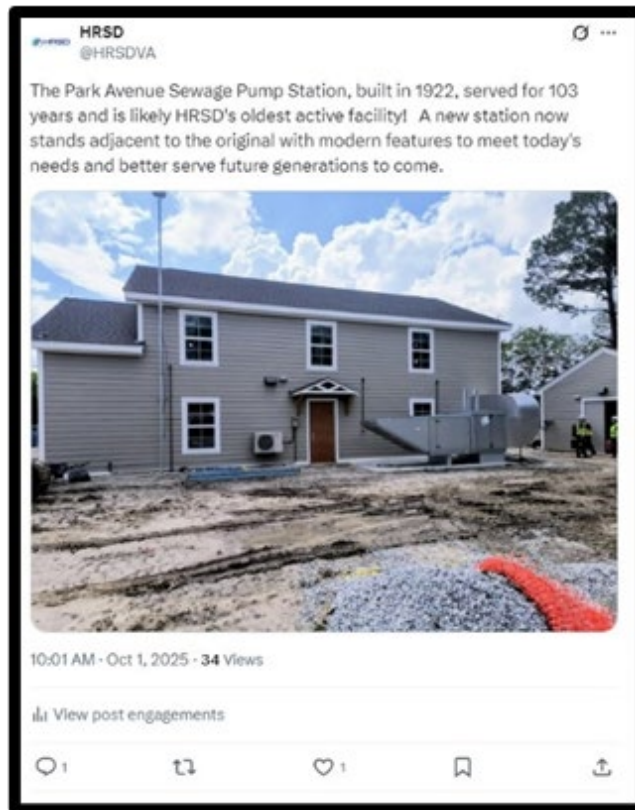 HRSD
HRSD
@HRSDVA
The Park Avenue Sewage Pump Station, built in 1922, served for 103
years and is likely HRSD's oldest active facility! A new station now
stands adjacent to the original with modern features to meet today's
needs and better serve future generations to come.
10:01 AM · Oct 1, 2025 · 34 Views
View post engagements
1
1